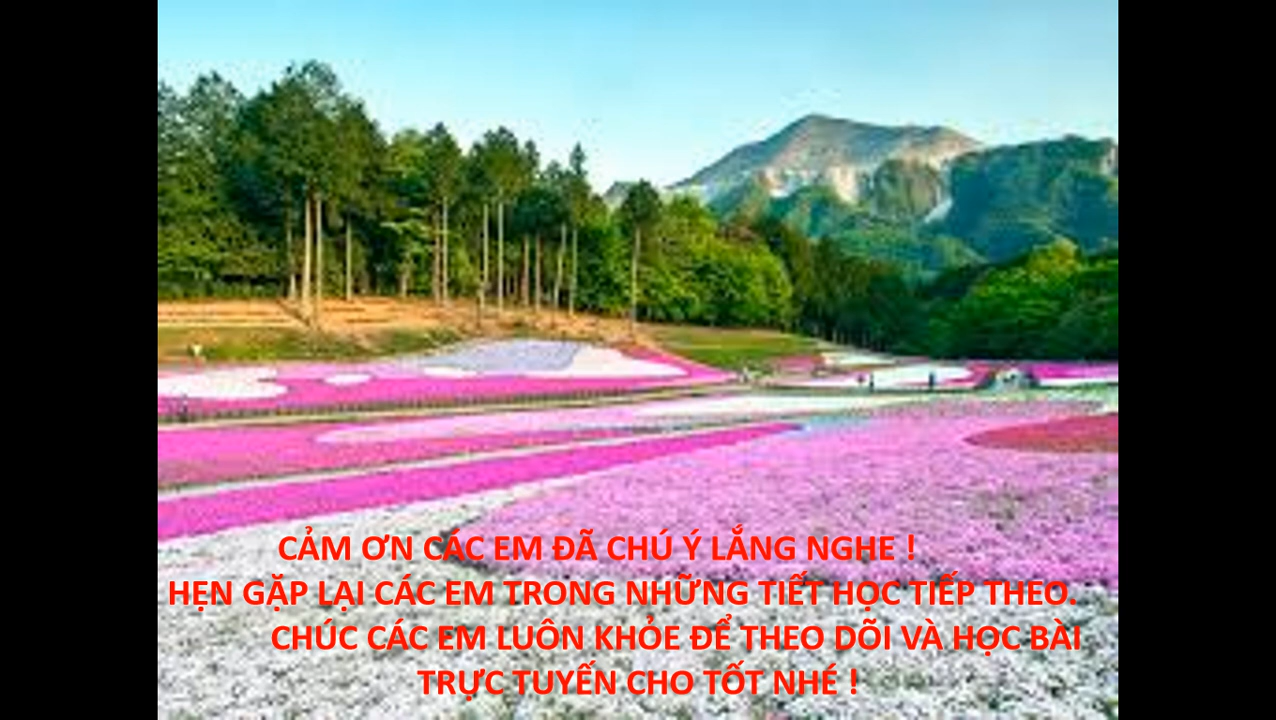 CẢM ƠN CÁC EM ĐÃ CHÚ Ý LẮNG NGHE !
HẸN GẶP LẠI CÁC EM TRONG NHỮNG TIẾT HỌC TIẾP THEO.
CHÚC CÁC EM LUÔN KHỎE ĐỂ THEO DÕI VÀ HỌC BÀI
TRỰC TUYẾN CHO TỐT NHÉ !